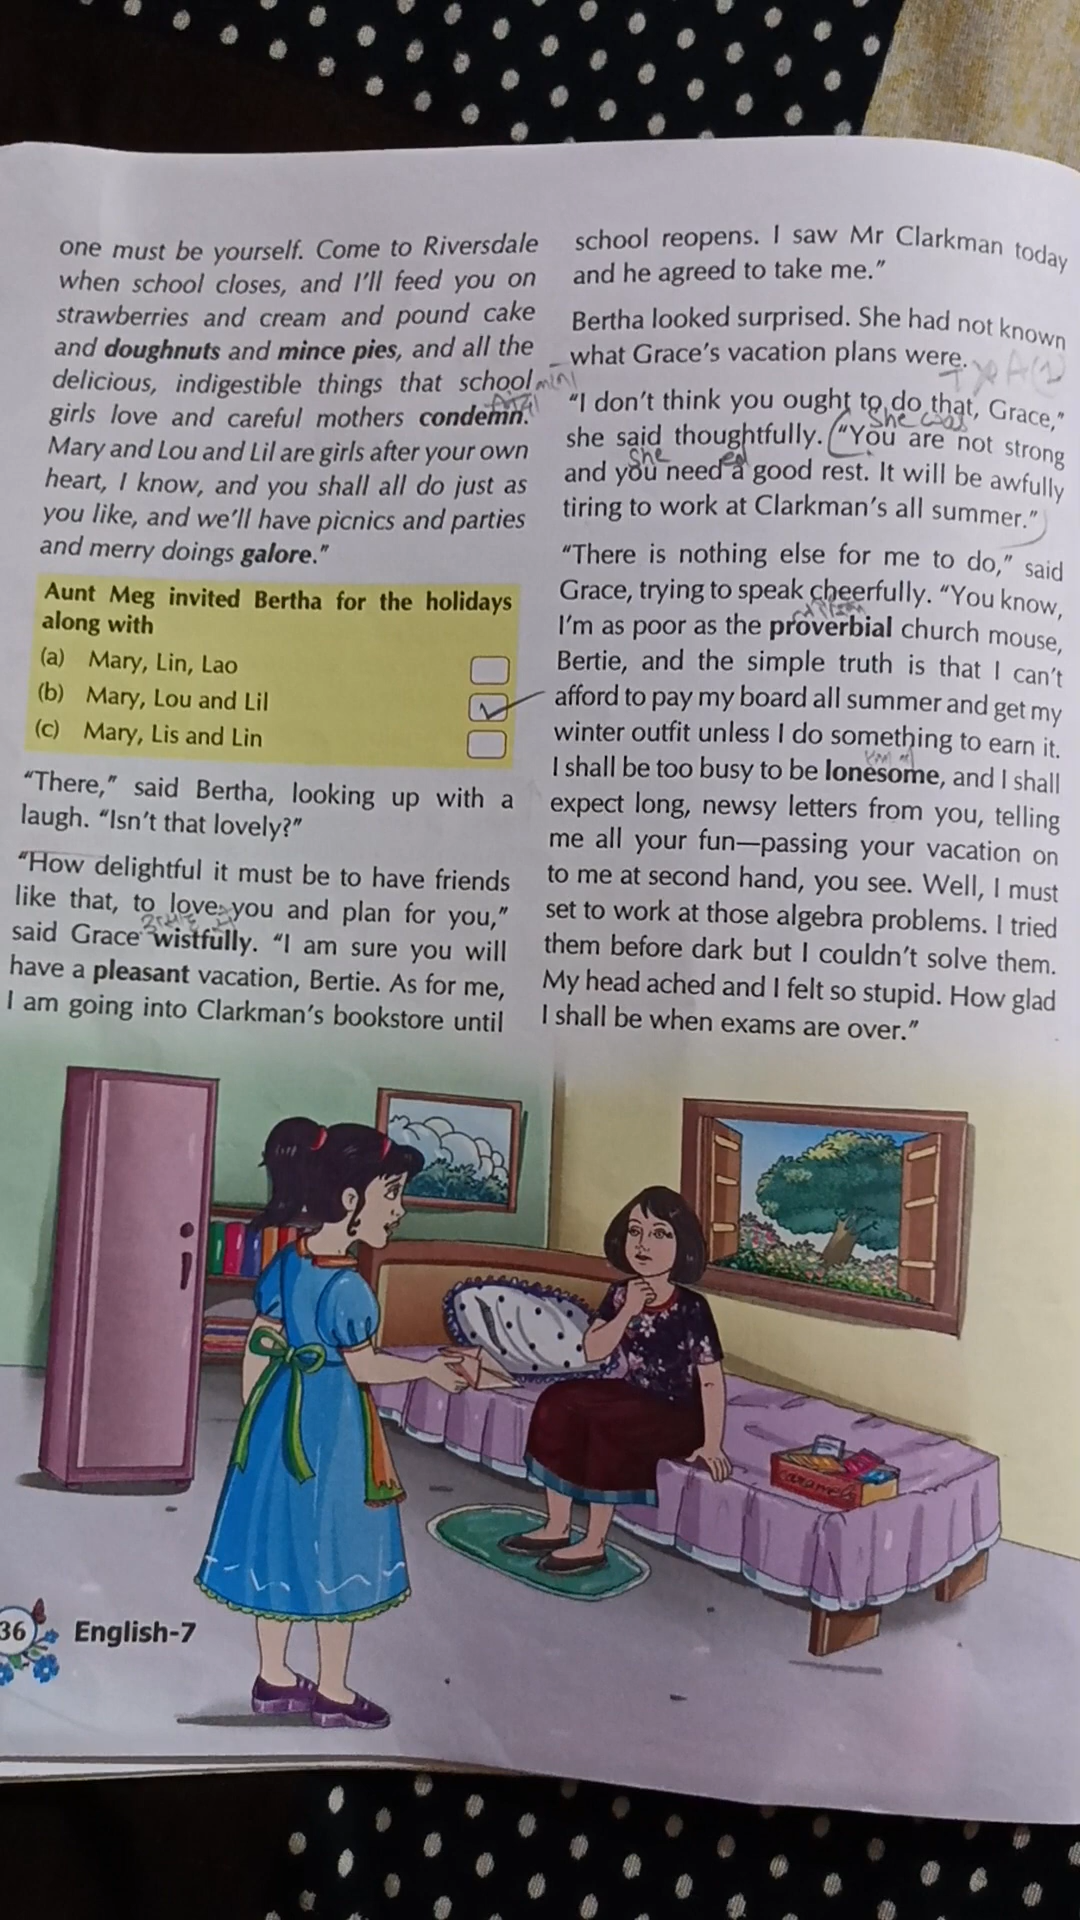 one must be yourself. Come to Riversdale
when school closes, and I'll feed you on
strawberries and cream and pound cake
and doughnuts and mince pies, and all the
delicious, indigestible things that school
girls love and careful mothers condemn.
Mary and Lou and Lil are girls after your own
heart, I know, and you shall all do just as
you like, and we'll have picnics and parties
and merry doings galore."
Aunt Meg invited Bertha for the holidays
along with
(a) Mary, Lin, Lao
(b) Mary, Lou and Lil
(c) Mary, Lis and Lin
"There," said Bertha, looking up with a
laugh. "Isn't that lovely?"
"How delightful it must be to have friends
like that, to love you and plan for you,"
said Grace wistfully. "I am sure you will
have a pleasant vacation, Bertie. As for me,
I am going into Clarkman's bookstore until
school reopens. I saw Mr Clarkman today
and he agreed to take me."
Bertha looked surprised. She had not known
what Grace's vacation plans were.
"I don't think you ought to do that, Grace,"
She was
she said thoughtfully. "You are not strong
She ed
and you need a good rest. It will be awfully
tiring to work at Clarkman's all summer."
"There is nothing else for me to do," said
Grace, trying to speak cheerfully. "You know,
I'm as poor as the proverbial church mouse,
Bertie, and the simple truth is that I can't
afford to pay my board all summer and get my
winter outfit unless I do something to earn it.
I shall be too busy to be lonesome, and I shall
expect long, newsy letters from you, telling
me all your fun—passing your vacation on
to me at second hand, you see. Well, I must
set to work at those algebra problems. I tried
them before dark but I couldn't solve them.
My head ached and I felt so stupid. How glad
I shall be when exams are over."
caramels
36 English-7